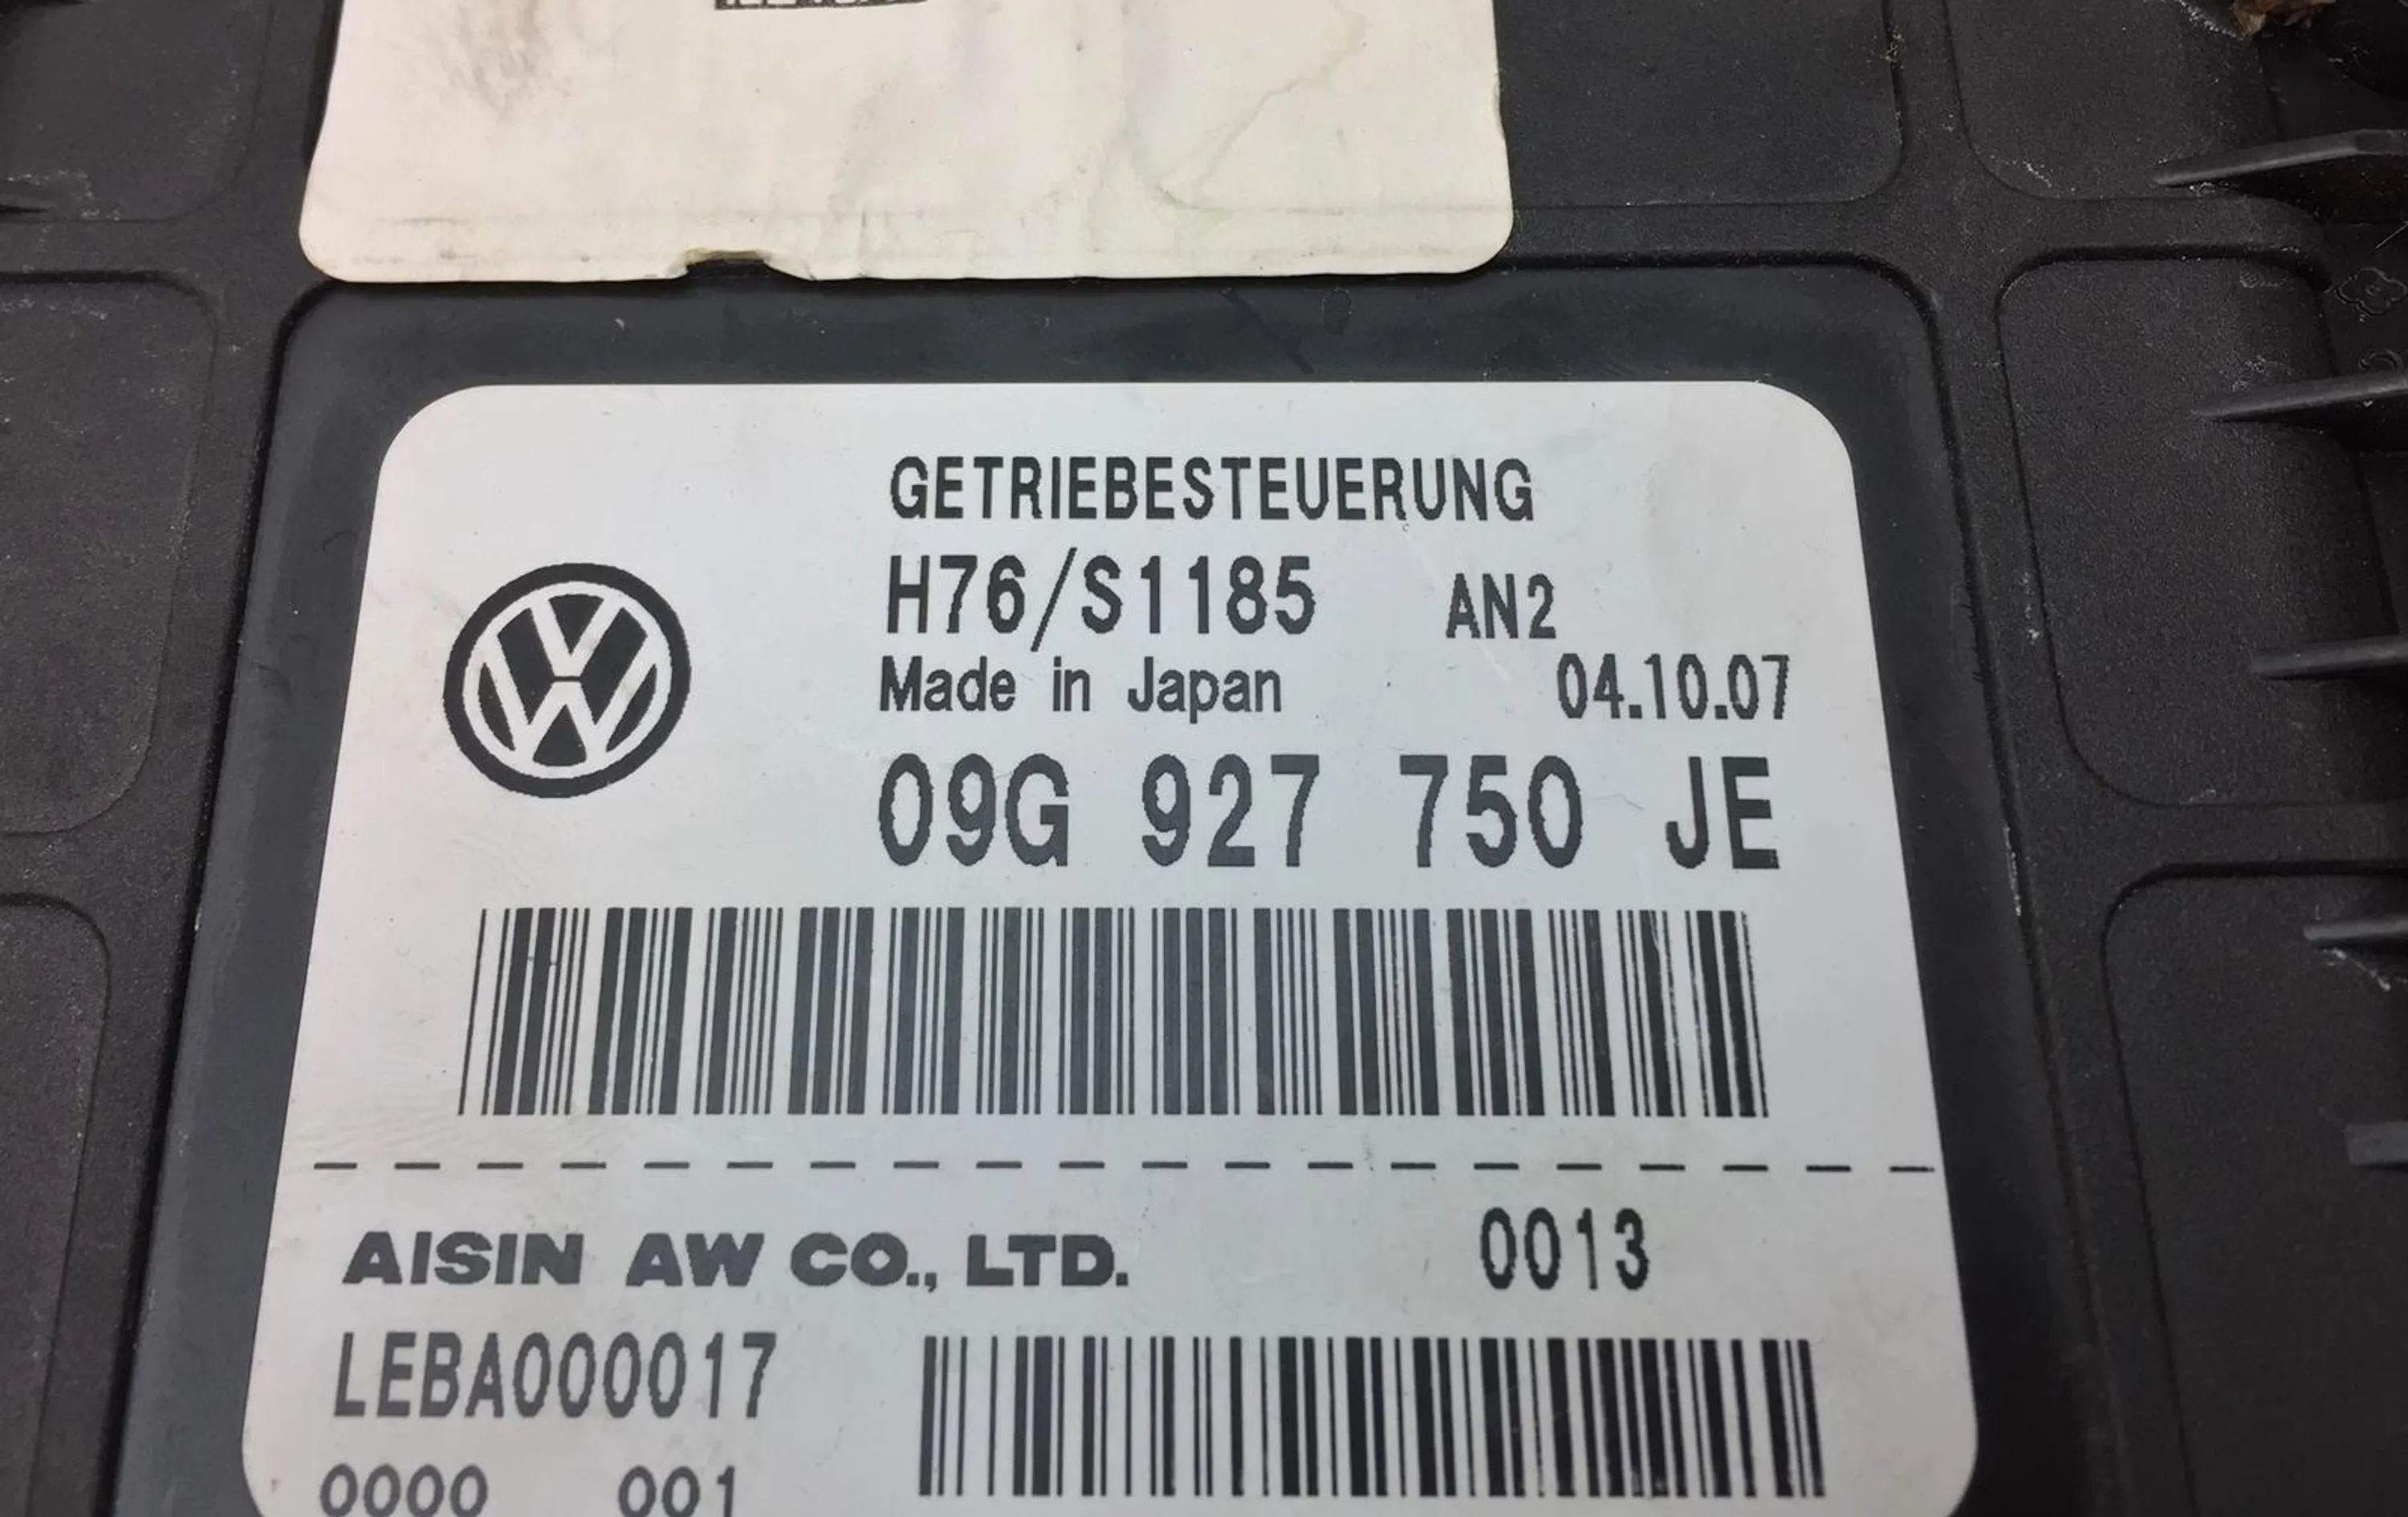 GETRIEBESTEUERUNG
H76/S1185 AN2
Made in Japan 04.10.07
09G 927 750 JE
AISIN AW CO., LTD. 0013
LEBA000017
0000 001